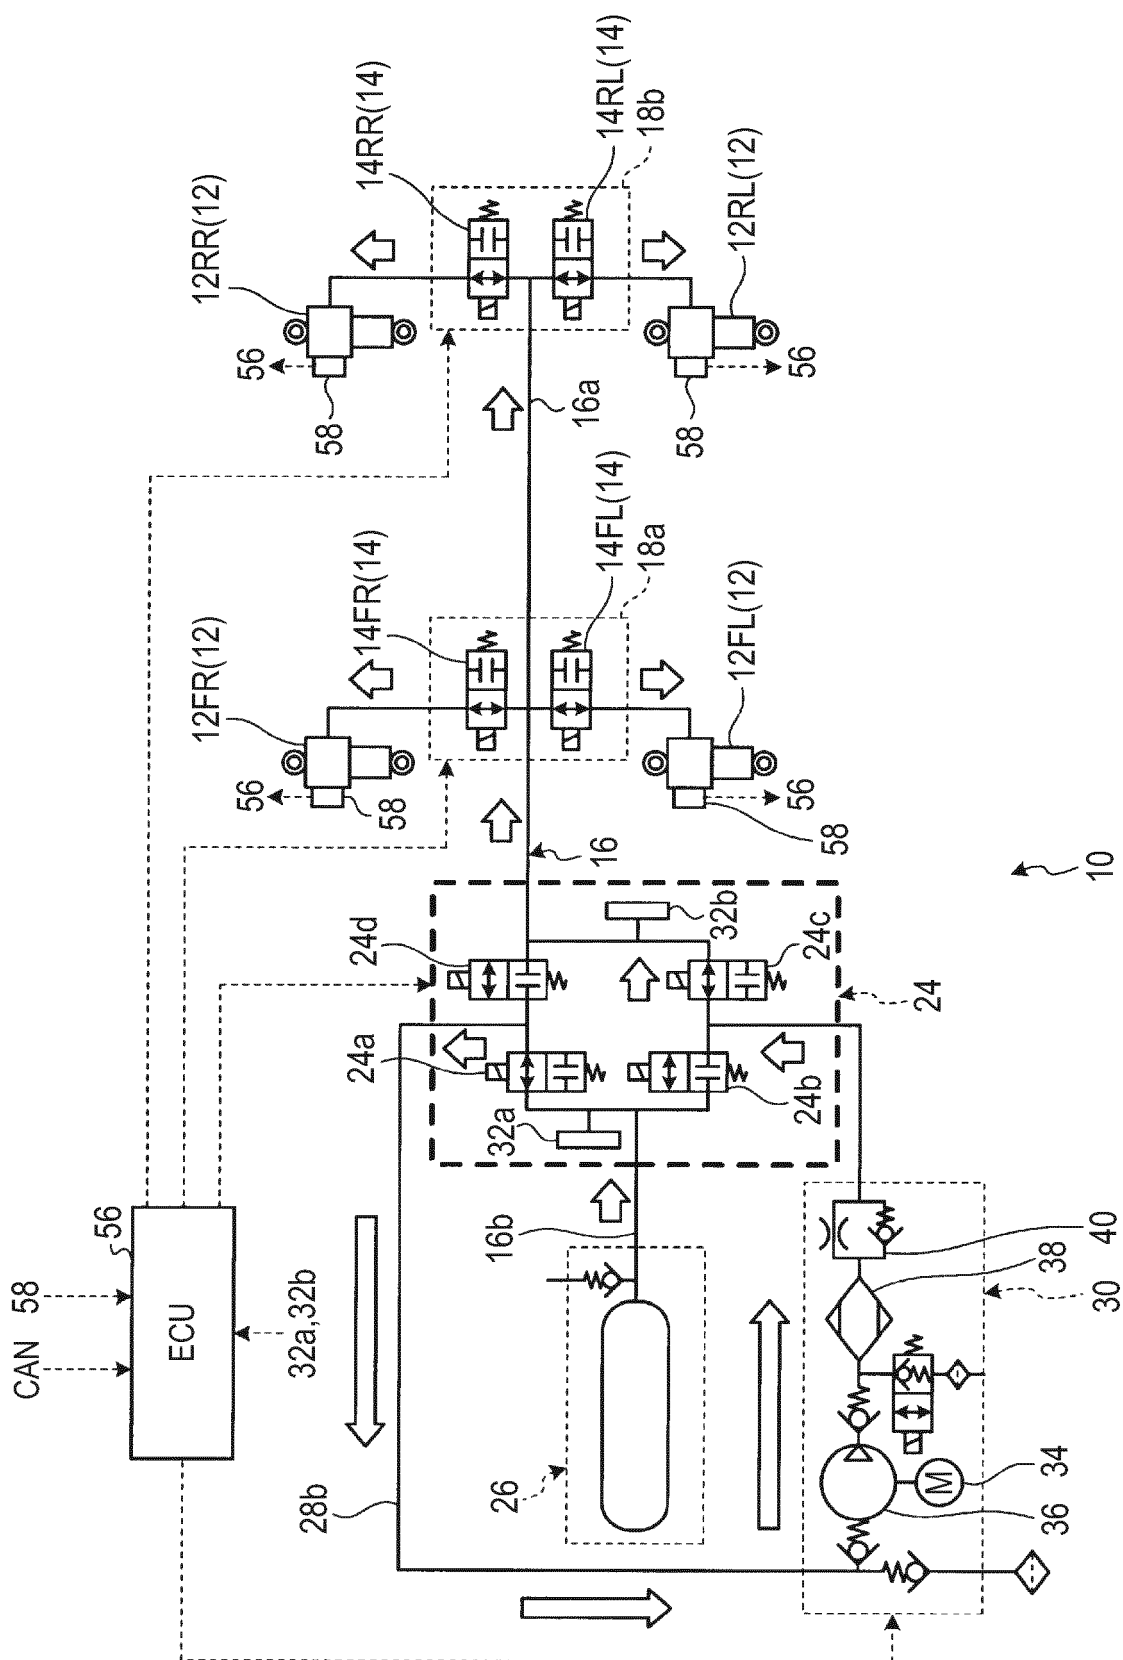 CAN
58
56
ECU
32a,32b
28b
26
16b
32a
24a
24d
24b
24c
32b
24
16
10
12FR(12)
56
58
14FR(14)
14FL(14)
18a
12FL(12)
56
58
16a
12RR(12)
56
58
14RR(14)
14RL(14)
18b
12RL(12)
56
58
40
38
30
M
34
36